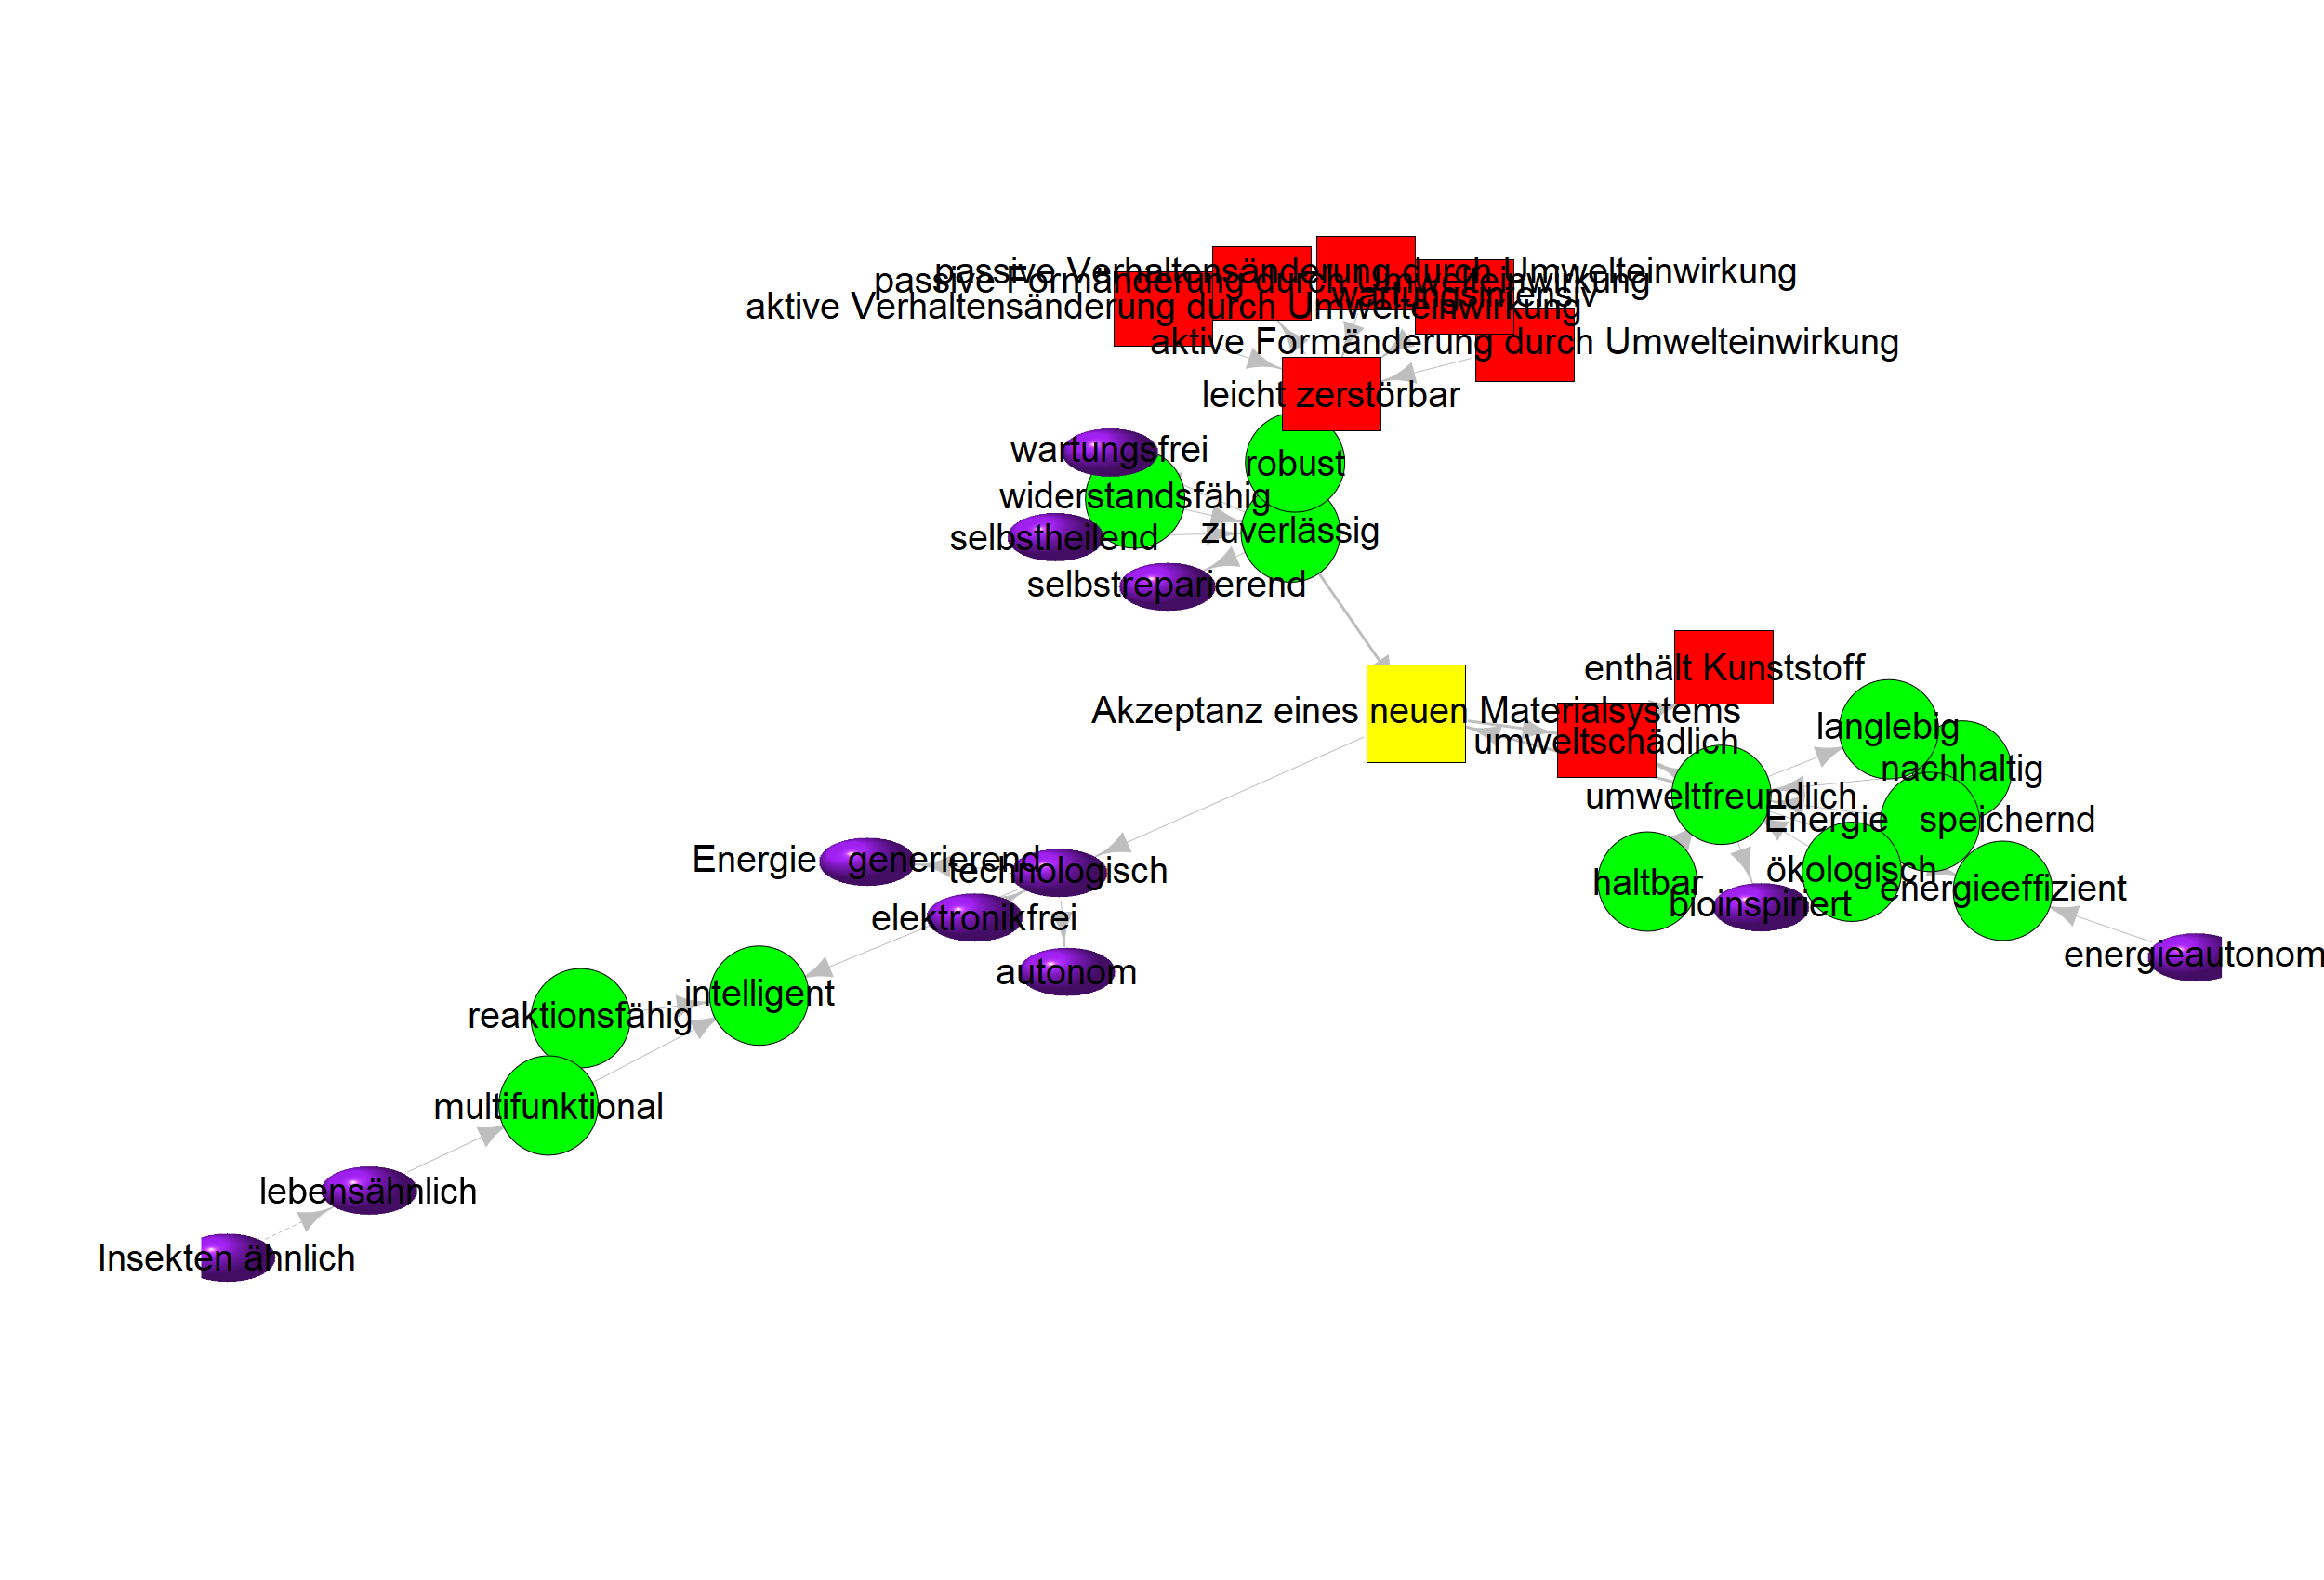 passive Verhaltensänderung durch Umwelteinwirkung
passive Formänderung durch Umwelteinwirkung
wartungsintensiv
aktive Verhaltensänderung durch Umwelteinwirkung
aktive Formänderung durch Umwelteinwirkung
leicht zerstörbar
wartungsfrei
robust
widerstandsfähig
zuverlässig
selbstheilend
selbstreparierend
enthält Kunststoff
Akzeptanz eines neuen Materialsystems
langlebig
umweltschädlich
nachhaltig
umweltfreundlich
Energie speichernd
Energie generierend
technologisch
ökologisch
haltbar
energieeffizient
bioinspiriert
elektronikfrei
energieautonom
autonom
intelligent
reaktionsfähig
multifunktional
lebensähnlich
Insekten ähnlich